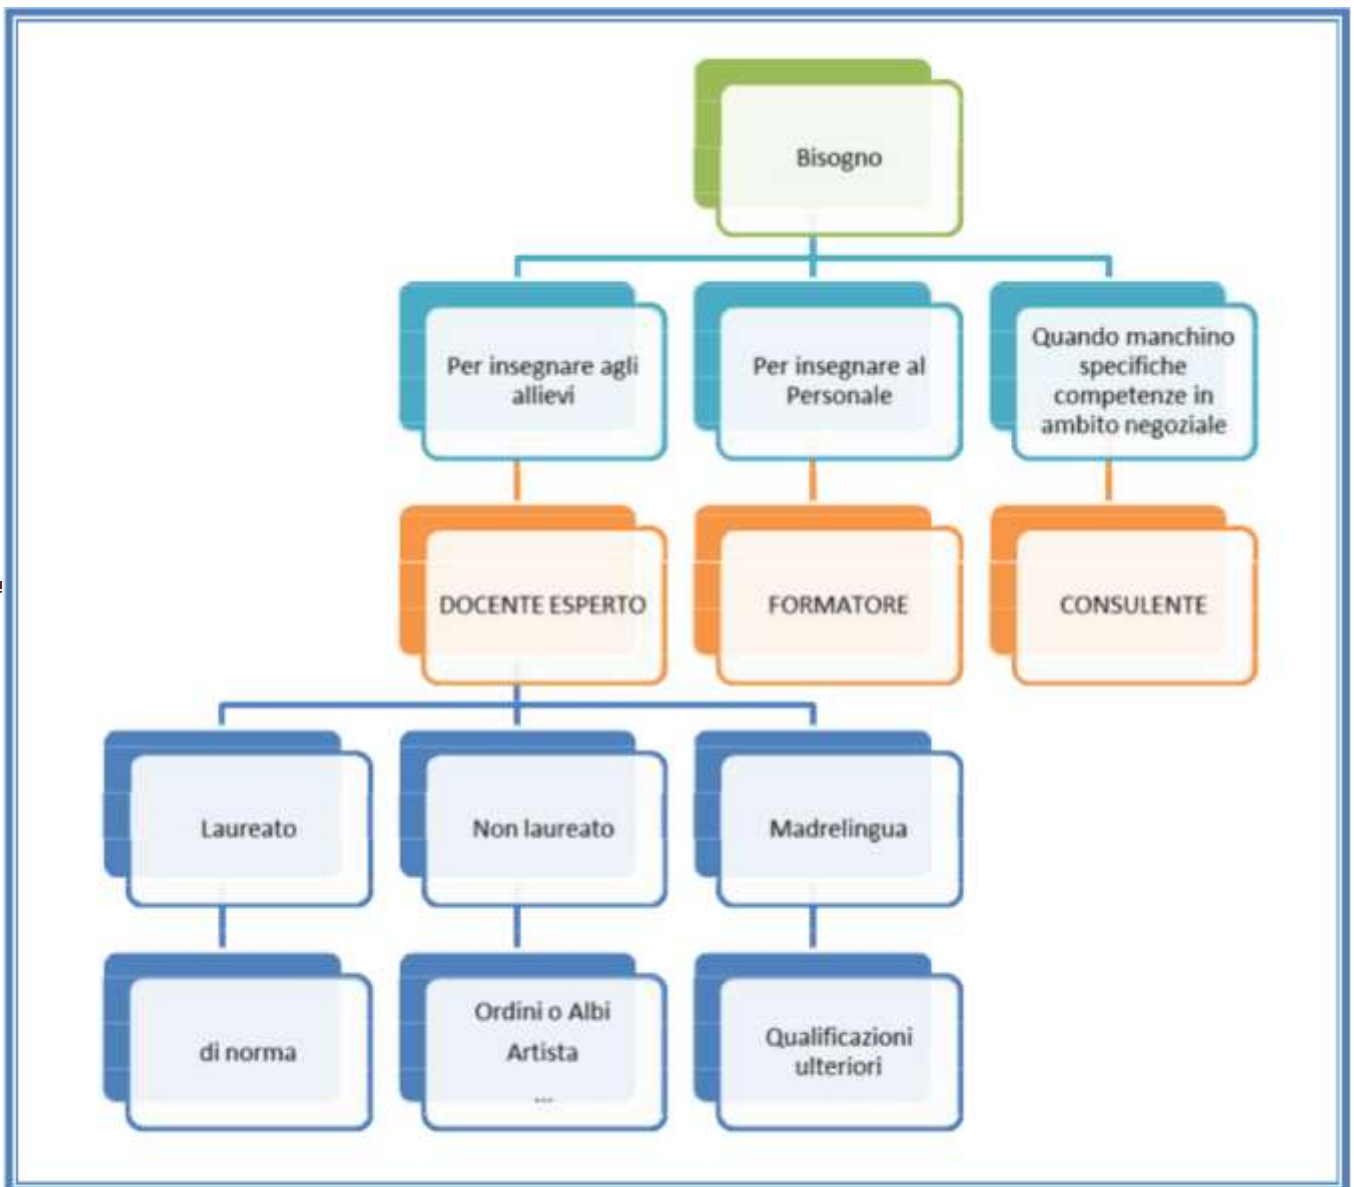 Bisogno
Per insegnare agli
allievi
Per insegnare al
Personale
Quando manchino
specifiche
competenze in
ambito negoziale
DOCENTE ESPERTO
FORMATORE
CONSULENTE
Laureato
Non laureato
Madrelingua
di norma
Ordini o Albi
Artista
...
Qualificazioni
ulteriori